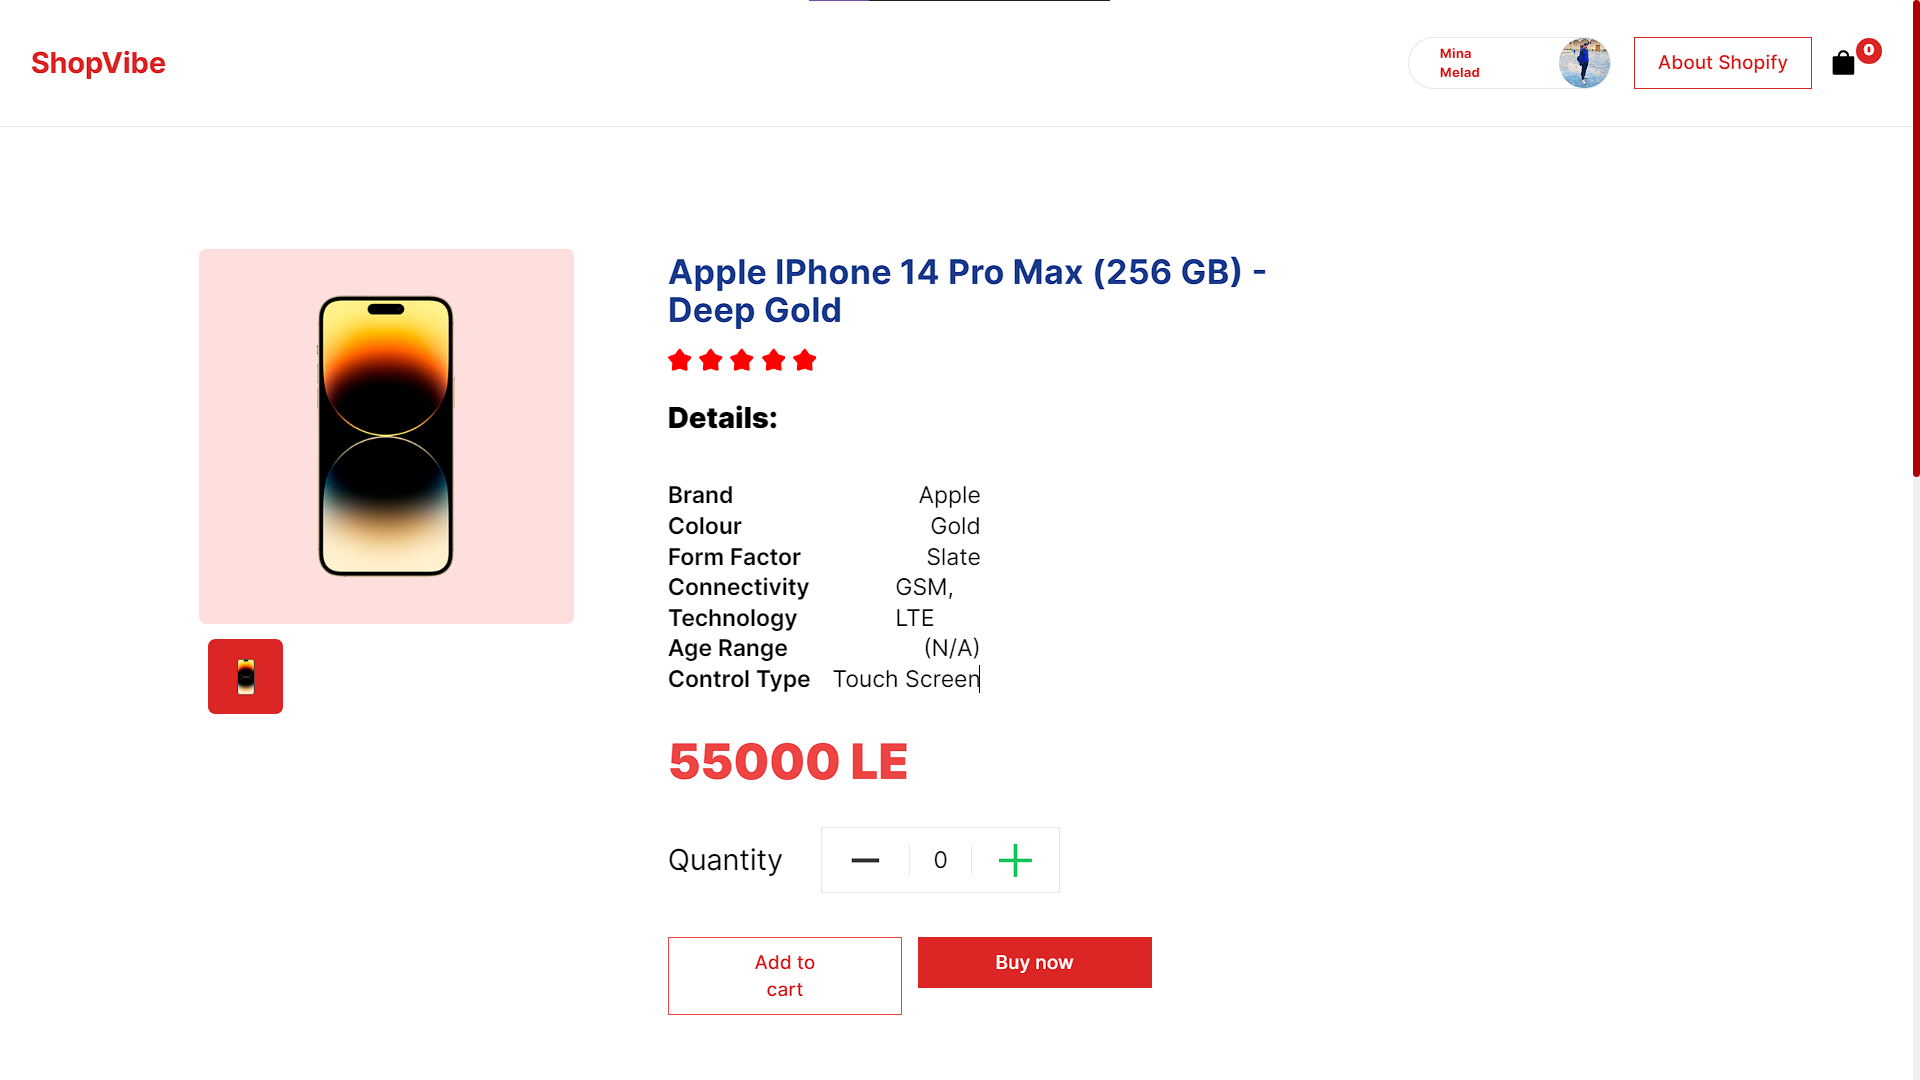 ShopVibe
Mina
Melad
About Shopify
0
Apple IPhone 14 Pro Max (256 GB) -
Deep Gold
Details:
Brand Apple
Colour Gold
Form Factor Slate
Connectivity GSM,
Technology LTE
Age Range (N/A)
Control Type Touch Screen
55000 LE
Quantity 0
Add to
cart
Buy now